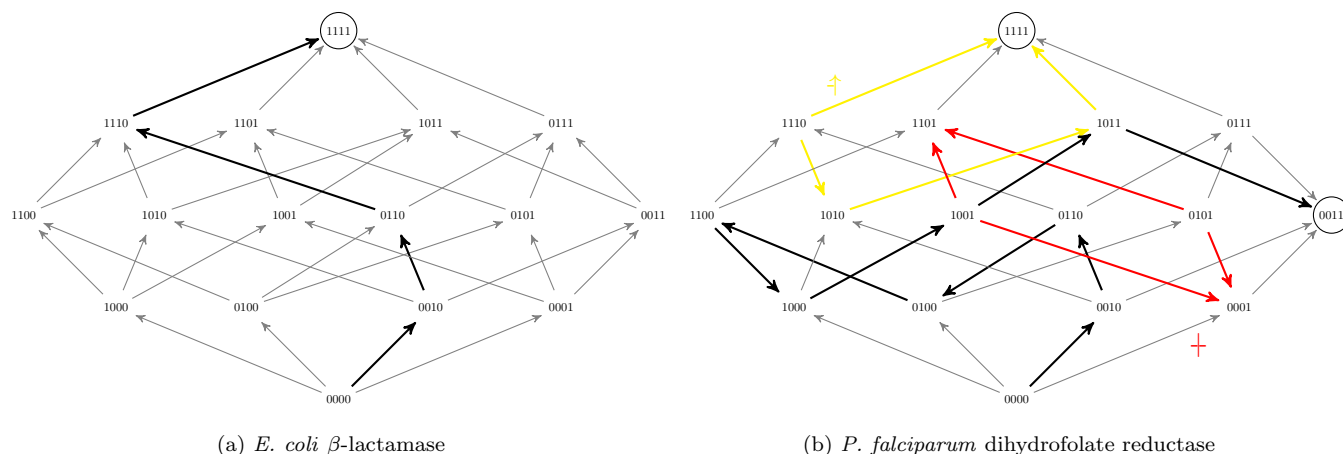 1111 1111
1110 1101 1011 0111 1110 1101 1011 0111
1100 1010 1001 0110 0101 0011 1100 1010 1001 0110 0101 0011
1000 0100 0010 0001 1000 0100 0010 0001
0000 0000
(a) E. coli β-lactamase (b) P. falciparum dihydrofolate reductase